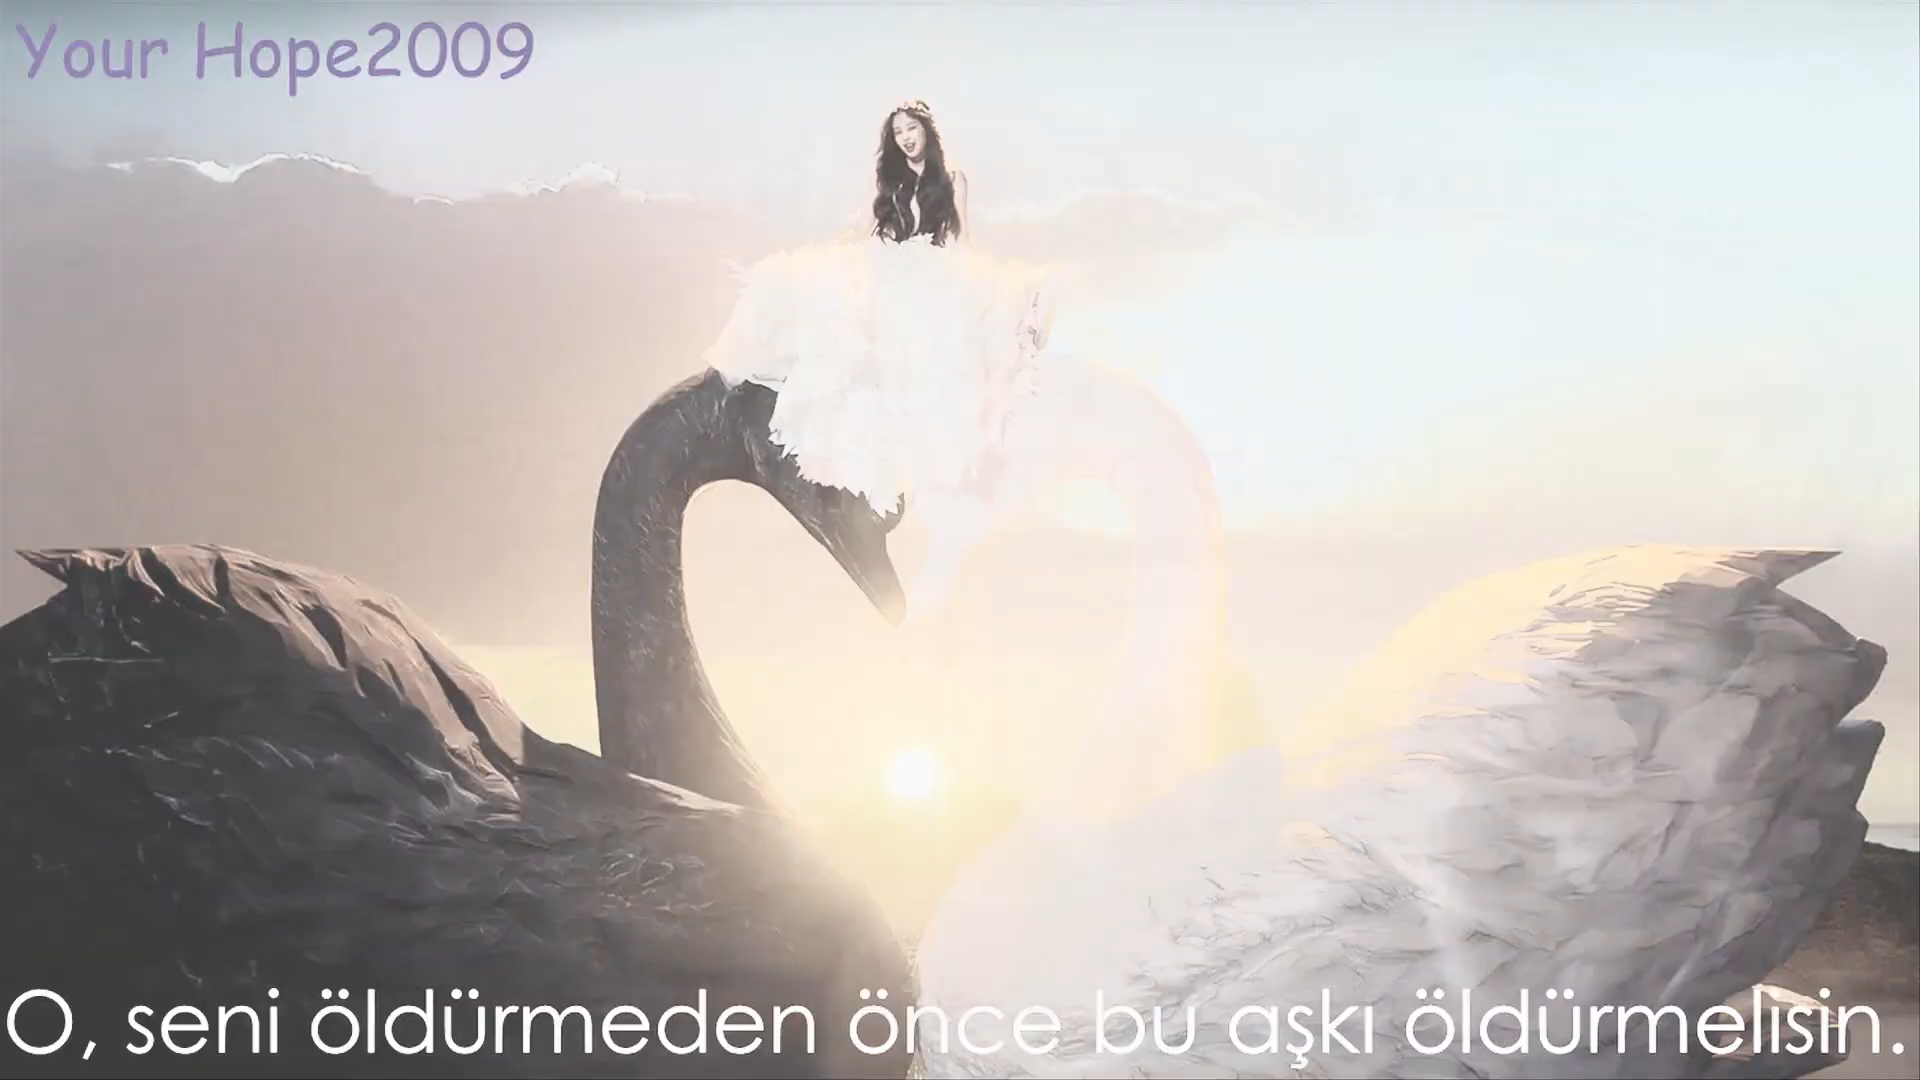 Your Hope2009
O, seni öldürmeden önce bu aşkı öldürmelisin.